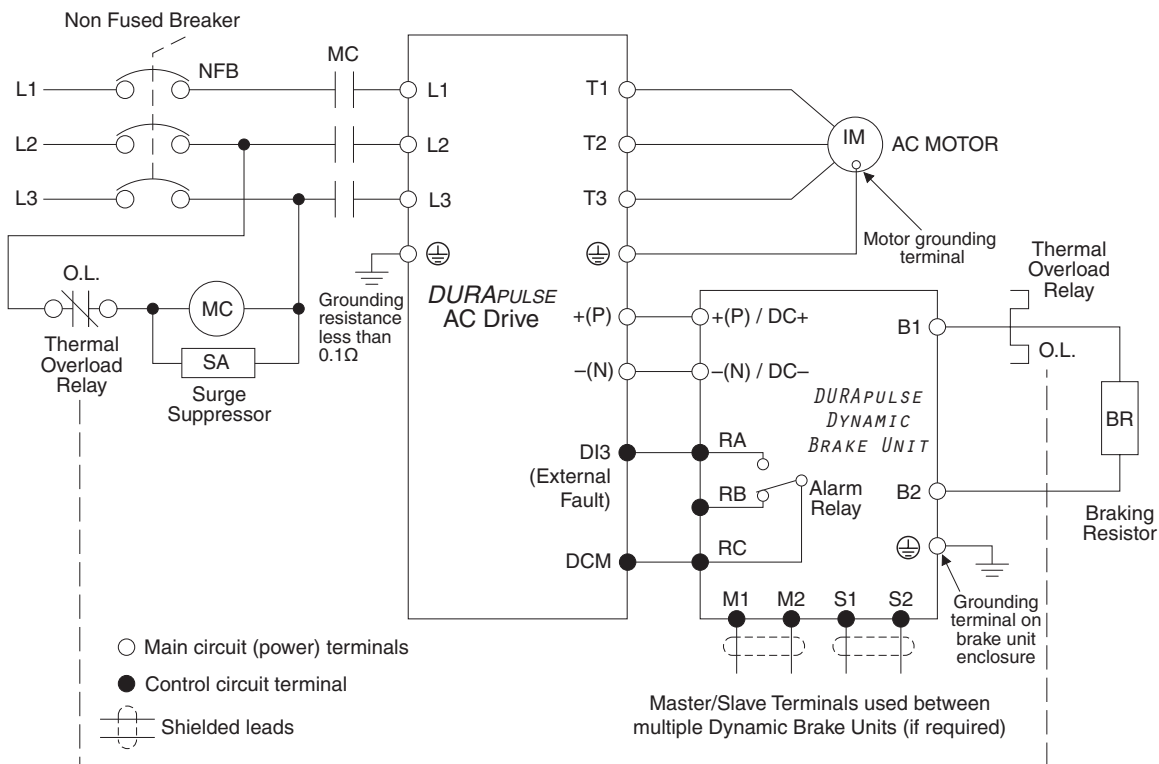 Non Fused Breaker
NFB
MC
L1
L2
L3
L1
L2
L3
T1
T2
T3
IM
AC MOTOR
Motor grounding
terminal
O.L.
MC
SA
Thermal
Overload
Relay
Surge
Suppressor
Grounding
resistance
less than
0.1Ω
DURAPULSE
AC Drive
+(P)
–(N)
+(P) / DC+
–(N) / DC–
DI3
(External
Fault)
DCM
RA
RB
RC
Alarm
Relay
DURAPULSE
DYNAMIC
BRAKE UNIT
B1
B2
Thermal
Overload
Relay
O.L.
BR
Braking
Resistor
M1
M2
S1
S2
Grounding
terminal on
brake unit
enclosure
Master/Slave Terminals used between
multiple Dynamic Brake Units (if required)
Main circuit (power) terminals
Control circuit terminal
Shielded leads